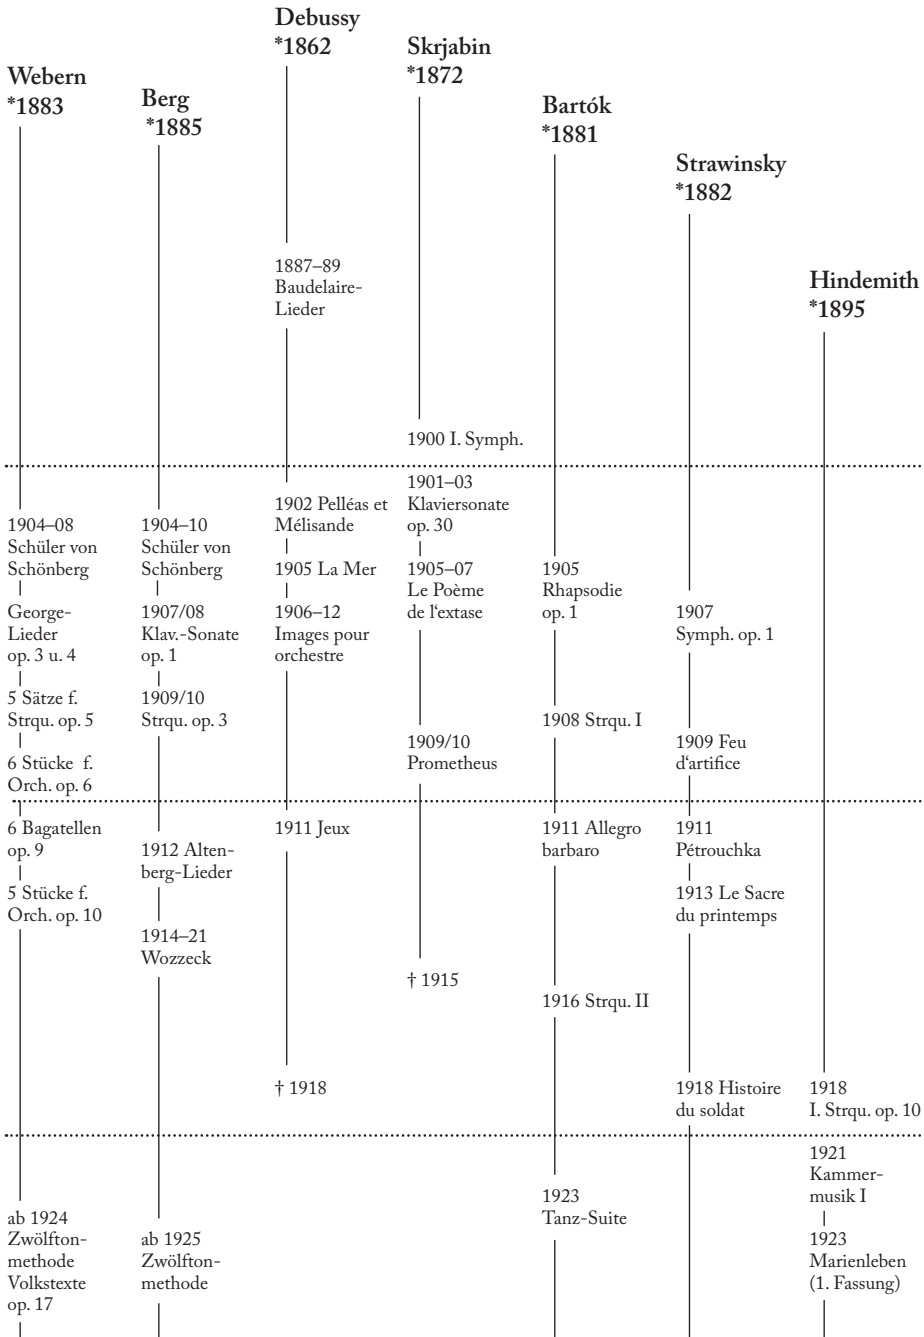 Webern
*1883
1904–08
Schüler von
Schönberg
George-
Lieder
op. 3 u. 4
5 Sätze f.
Strqu. op. 5
6 Stücke f.
Orch. op. 6
6 Bagatellen
op. 9
5 Stücke f.
Orch. op. 10
ab 1924
Zwölfton-
methode
Volkstexte
op. 17
Berg
*1885
1904–10
Schüler von
Schönberg
1907/08
Klav.-Sonate
op. 1
1909/10
Strqu. op. 3
1912 Alten-
berg-Lieder
1914–21
Wozzeck
ab 1925
Zwölfton-
methode
Debussy
*1862
1887–89
Baudelaire-
Lieder
1902 Pelléas et
Mélisande
1905 La Mer
1906–12
Images pour
orchestre
1911 Jeux
† 1918
Skrjabin
*1872
1900 I. Symph.
1901–03
Klaviersonate
op. 30
1905–07
Le Poème
de l‘extase
1909/10
Prometheus
† 1915
Bartók
*1881
1905
Rhapsodie
op. 1
1908 Strqu. I
1911 Allegro
barbaro
1916 Strqu. II
1923
Tanz-Suite
Strawinsky
*1882
1907
Symph. op. 1
1909 Feu
d‘artifice
1911
Pétrouchka
1913 Le Sacre
du printemps
1918 Histoire
du soldat
Hindemith
*1895
1918
I. Strqu. op. 10
1921
Kammer-
musik I
1923
Marienleben
(1. Fassung)